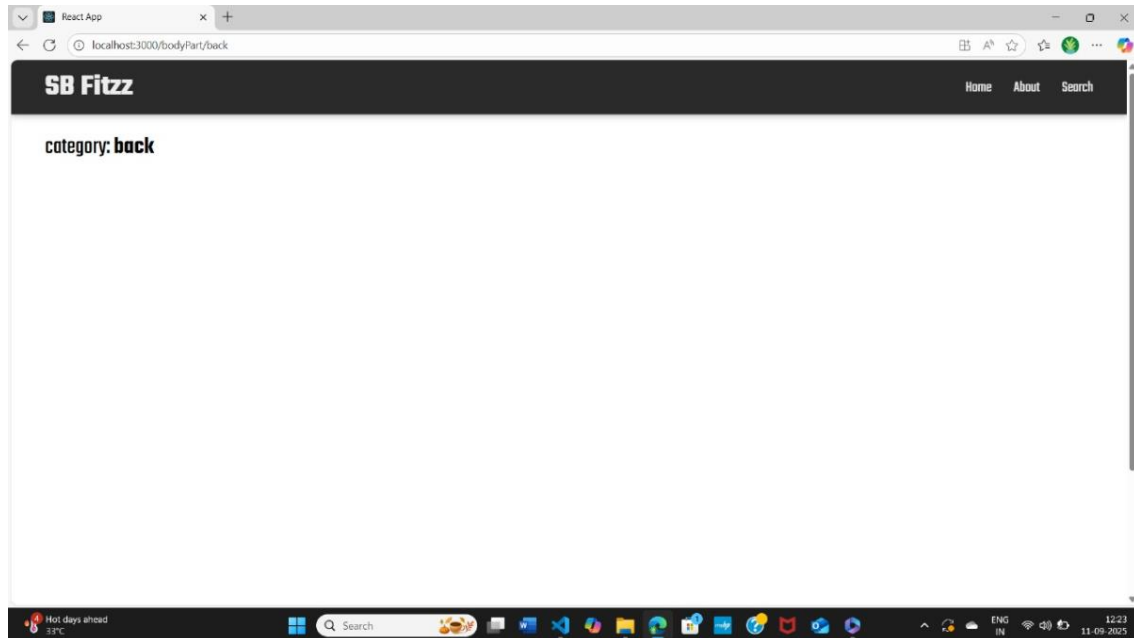 React App
localhost:3000/bodyPart/back
SB Fitzz
Home About Search
category: back
Hot days ahead
33°C
Search
ENG
IN
12:23
11-09-2025